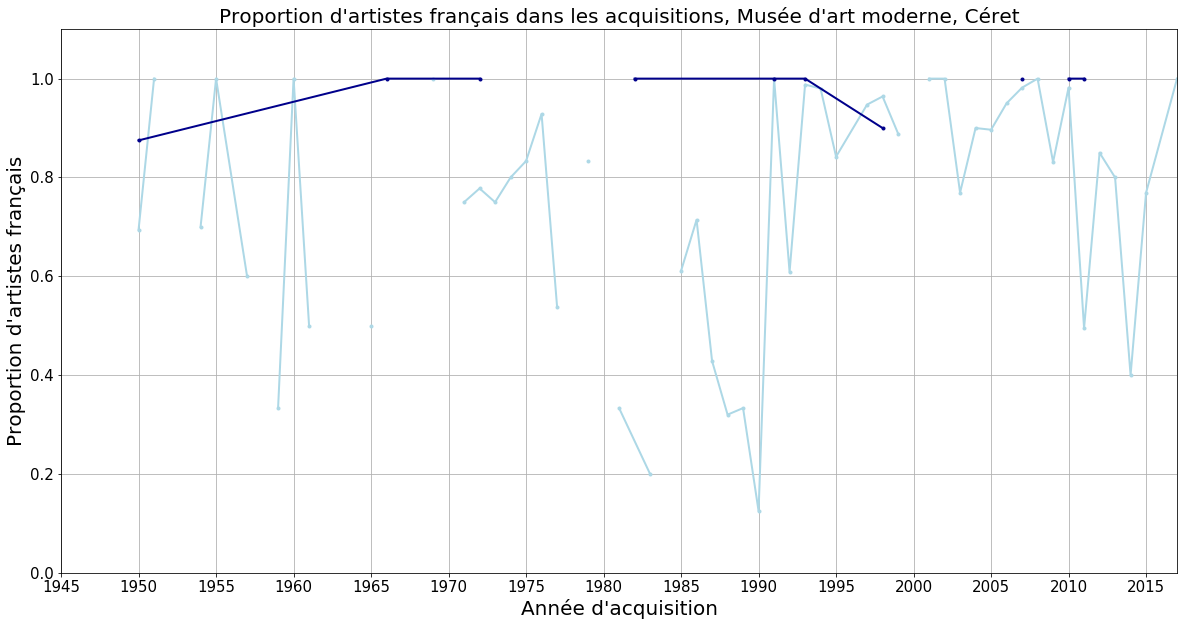 Proportion d'artistes français dans les acquisitions, Musée d'art moderne, Céret
Proportion d'artistes français
1.0
0.8
0.6
0.4
0.2
0.0
1945 1950 1955 1960 1965 1970 1975 1980 1985 1990 1995 2000 2005 2010 2015
Année d'acquisition